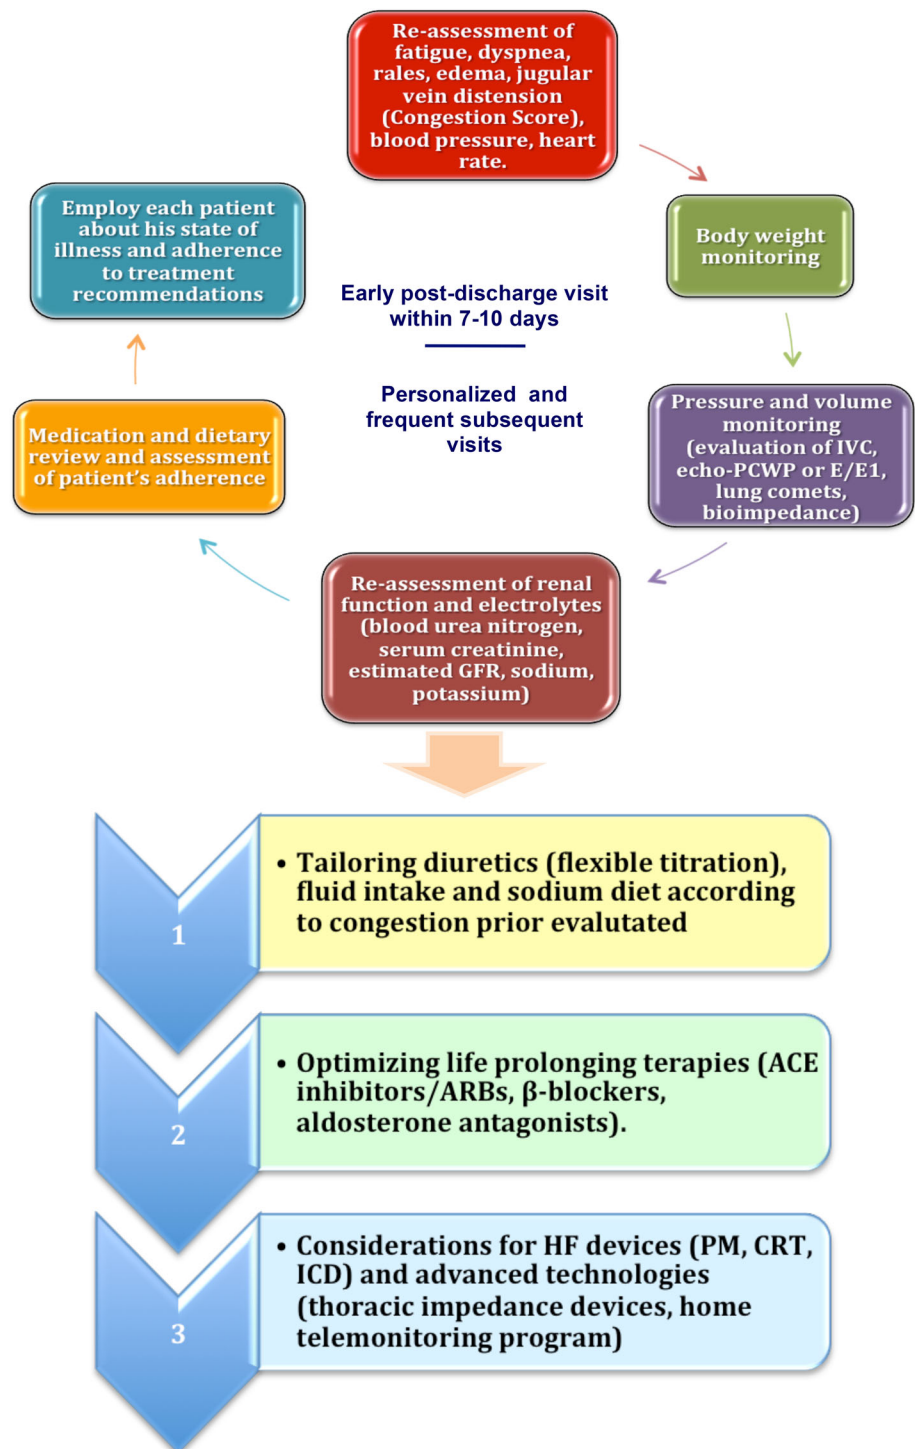 Re-assessment of
fatigue, dyspnea,
rales, edema, jugular
vein distension
(Congestion Score),
blood pressure, heart
rate.
Body weight
monitoring
Pressure and volume
monitoring
(evaluation of IVC,
echo-PCWP or E/E1,
lung comets,
bioimpedance)
Re-assessment of renal
function and electrolytes
(blood urea nitrogen,
serum creatinine,
estimated GFR, sodium,
potassium)
Medication and dietary
review and assessment
of patient's adherence
Employ each patient
about his state of
illness and adherence
to treatment
recommendations
Early post-discharge visit
within 7-10 days
Personalized and
frequent subsequent
visits
1
• Tailoring diuretics (flexible titration),
fluid intake and sodium diet according
to congestion prior evalutated
2
• Optimizing life prolonging terapies (ACE
inhibitors/ARBs, β-blockers,
aldosterone antagonists).
3
• Considerations for HF devices (PM, CRT,
ICD) and advanced technologies
(thoracic impedance devices, home
telemonitoring program)